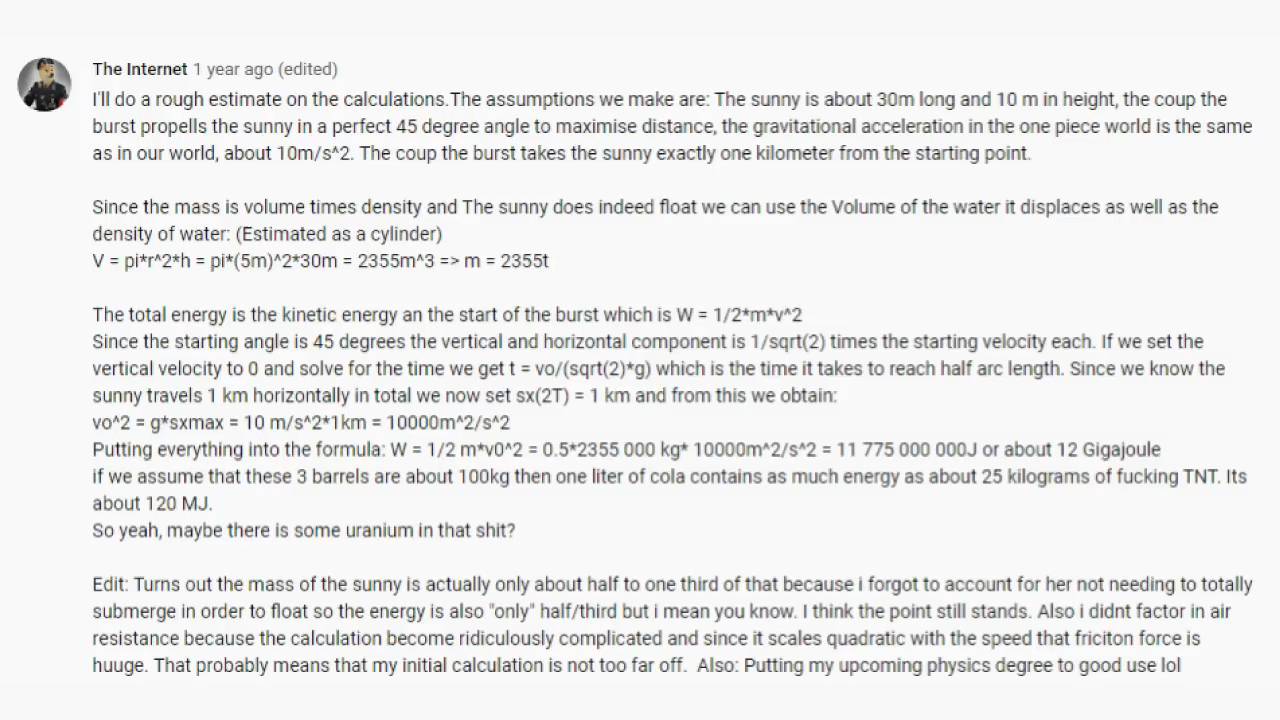 The Internet 1 year ago (edited)
I'll do a rough estimate on the calculations.The assumptions we make are: The sunny is about 30m long and 10 m in height, the coup the
burst propells the sunny in a perfect 45 degree angle to maximise distance, the gravitational acceleration in the one piece world is the same
as in our world, about 10m/s^2. The coup the burst takes the sunny exactly one kilometer from the starting point.
Since the mass is volume times density and The sunny does indeed float we can use the Volume of the water it displaces as well as the
density of water: (Estimated as a cylinder)
V = pi*r^2*h = pi*(5m)^2*30m = 2355m^3 => m = 2355t
The total energy is the kinetic energy an the start of the burst which is W = 1/2*m*v^2
Since the starting angle is 45 degrees the vertical and horizontal component is 1/sqrt(2) times the starting velocity each. If we set the
vertical velocity to 0 and solve for the time we get t = vo/(sqrt(2)*g) which is the time it takes to reach half arc length. Since we know the
sunny travels 1 km horizontally in total we now set sx(2T) = 1 km and from this we obtain:
vo^2 = g*sxmax = 10 m/s^2*1km = 10000m^2/s^2
Putting everything into the formula: W = 1/2 m*v0^2 = 0.5*2355 000 kg* 10000m^2/s^2 = 11 775 000 000J or about 12 Gigajoule
if we assume that these 3 barrels are about 100kg then one liter of cola contains as much energy as about 25 kilograms of fucking TNT. Its
about 120 MJ.
So yeah, maybe there is some uranium in that shit?
Edit: Turns out the mass of the sunny is actually only about half to one third of that because i forgot to account for her not needing to totally
submerge in order to float so the energy is also "only" half/third but i mean you know. I think the point still stands. Also i didnt factor in air
resistance because the calculation become ridiculously complicated and since it scales quadratic with the speed that friciton force is
huuge. That probably means that my initial calculation is not too far off.  Also: Putting my upcoming physics degree to good use lol